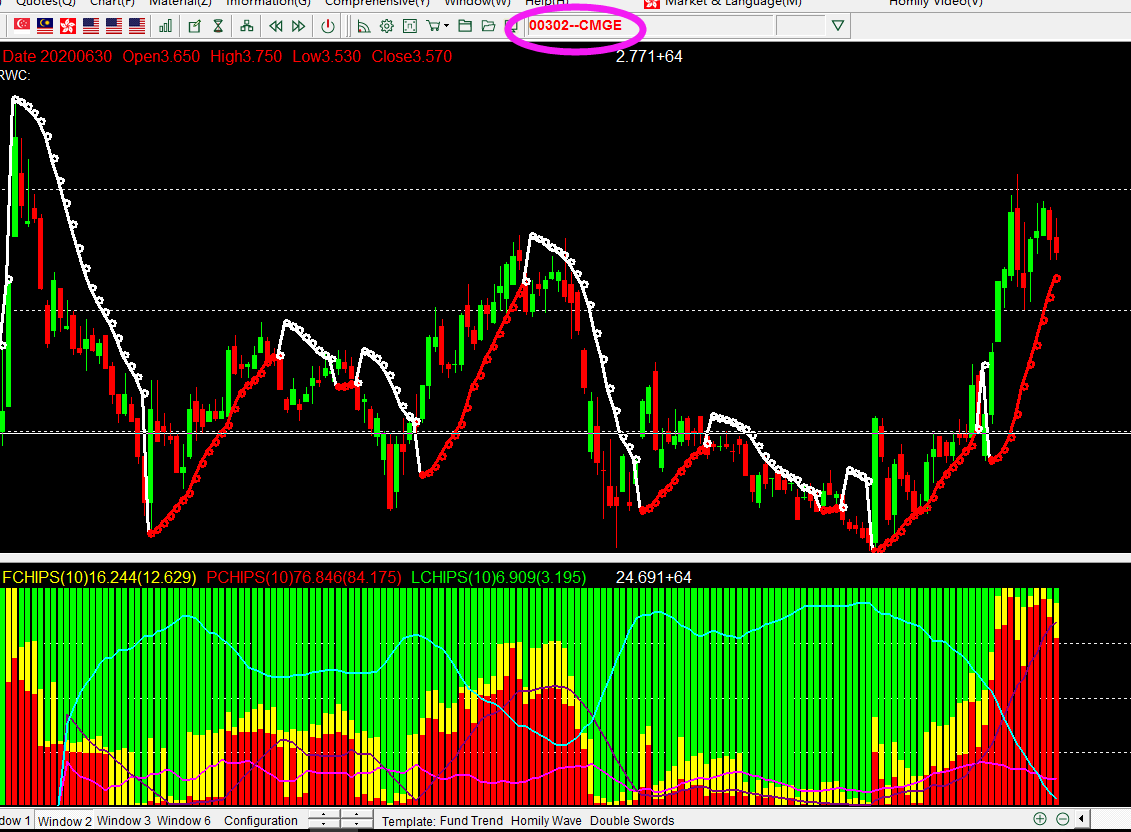 Quotes(Q) Chart(F) Material(Z) Information(G) Comprehensive(Y) Window(W) Help(H) Market & Language(M) Homily Video(V)
00302--CMGE
Date 20200630 Open3.650 High3.750 Low3.530 Close3.570 2.771+64
RWC:
FCHIPS(10)16.244(12.629) PCHIPS(10)76.846(84.175) LCHIPS(10)6.909(3.195) 24.691+64
dow 1 Window 2 Window 3 Window 6 Configuration Template: Fund Trend Homily Wave Double Swords